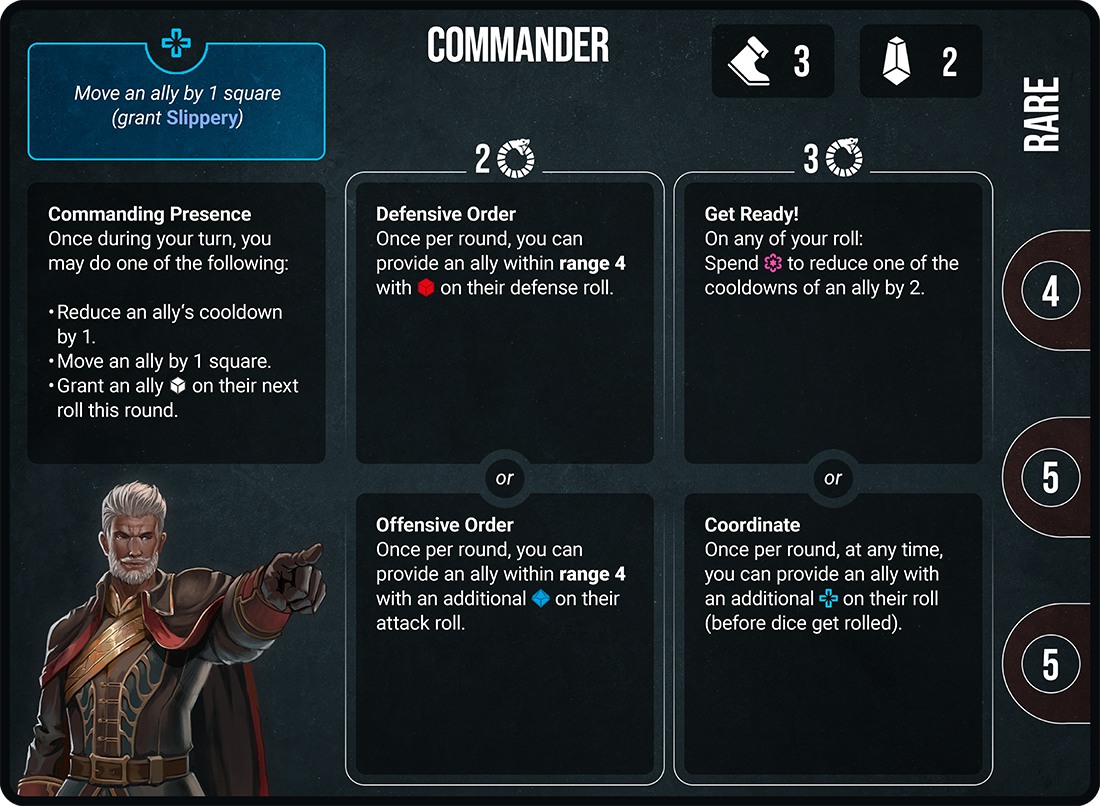 COMMANDER
3
2
RARE
Move an ally by 1 square
(grant Slippery)
Commanding Presence
Once during your turn, you
may do one of the following:
•Reduce an ally's cooldown
by 1.
•Move an ally by 1 square.
•Grant an ally on their next
roll this round.
2
Defensive Order
Once per round, you can
provide an ally within range 4
with on their defense roll.
or
Offensive Order
Once per round, you can
provide an ally within range 4
with an additional on their
attack roll.
3
Get Ready!
On any of your roll:
Spend to reduce one of the
cooldowns of an ally by 2.
or
Coordinate
Once per round, at any time,
you can provide an ally with
an additional on their roll
(before dice get rolled).
4
5
5